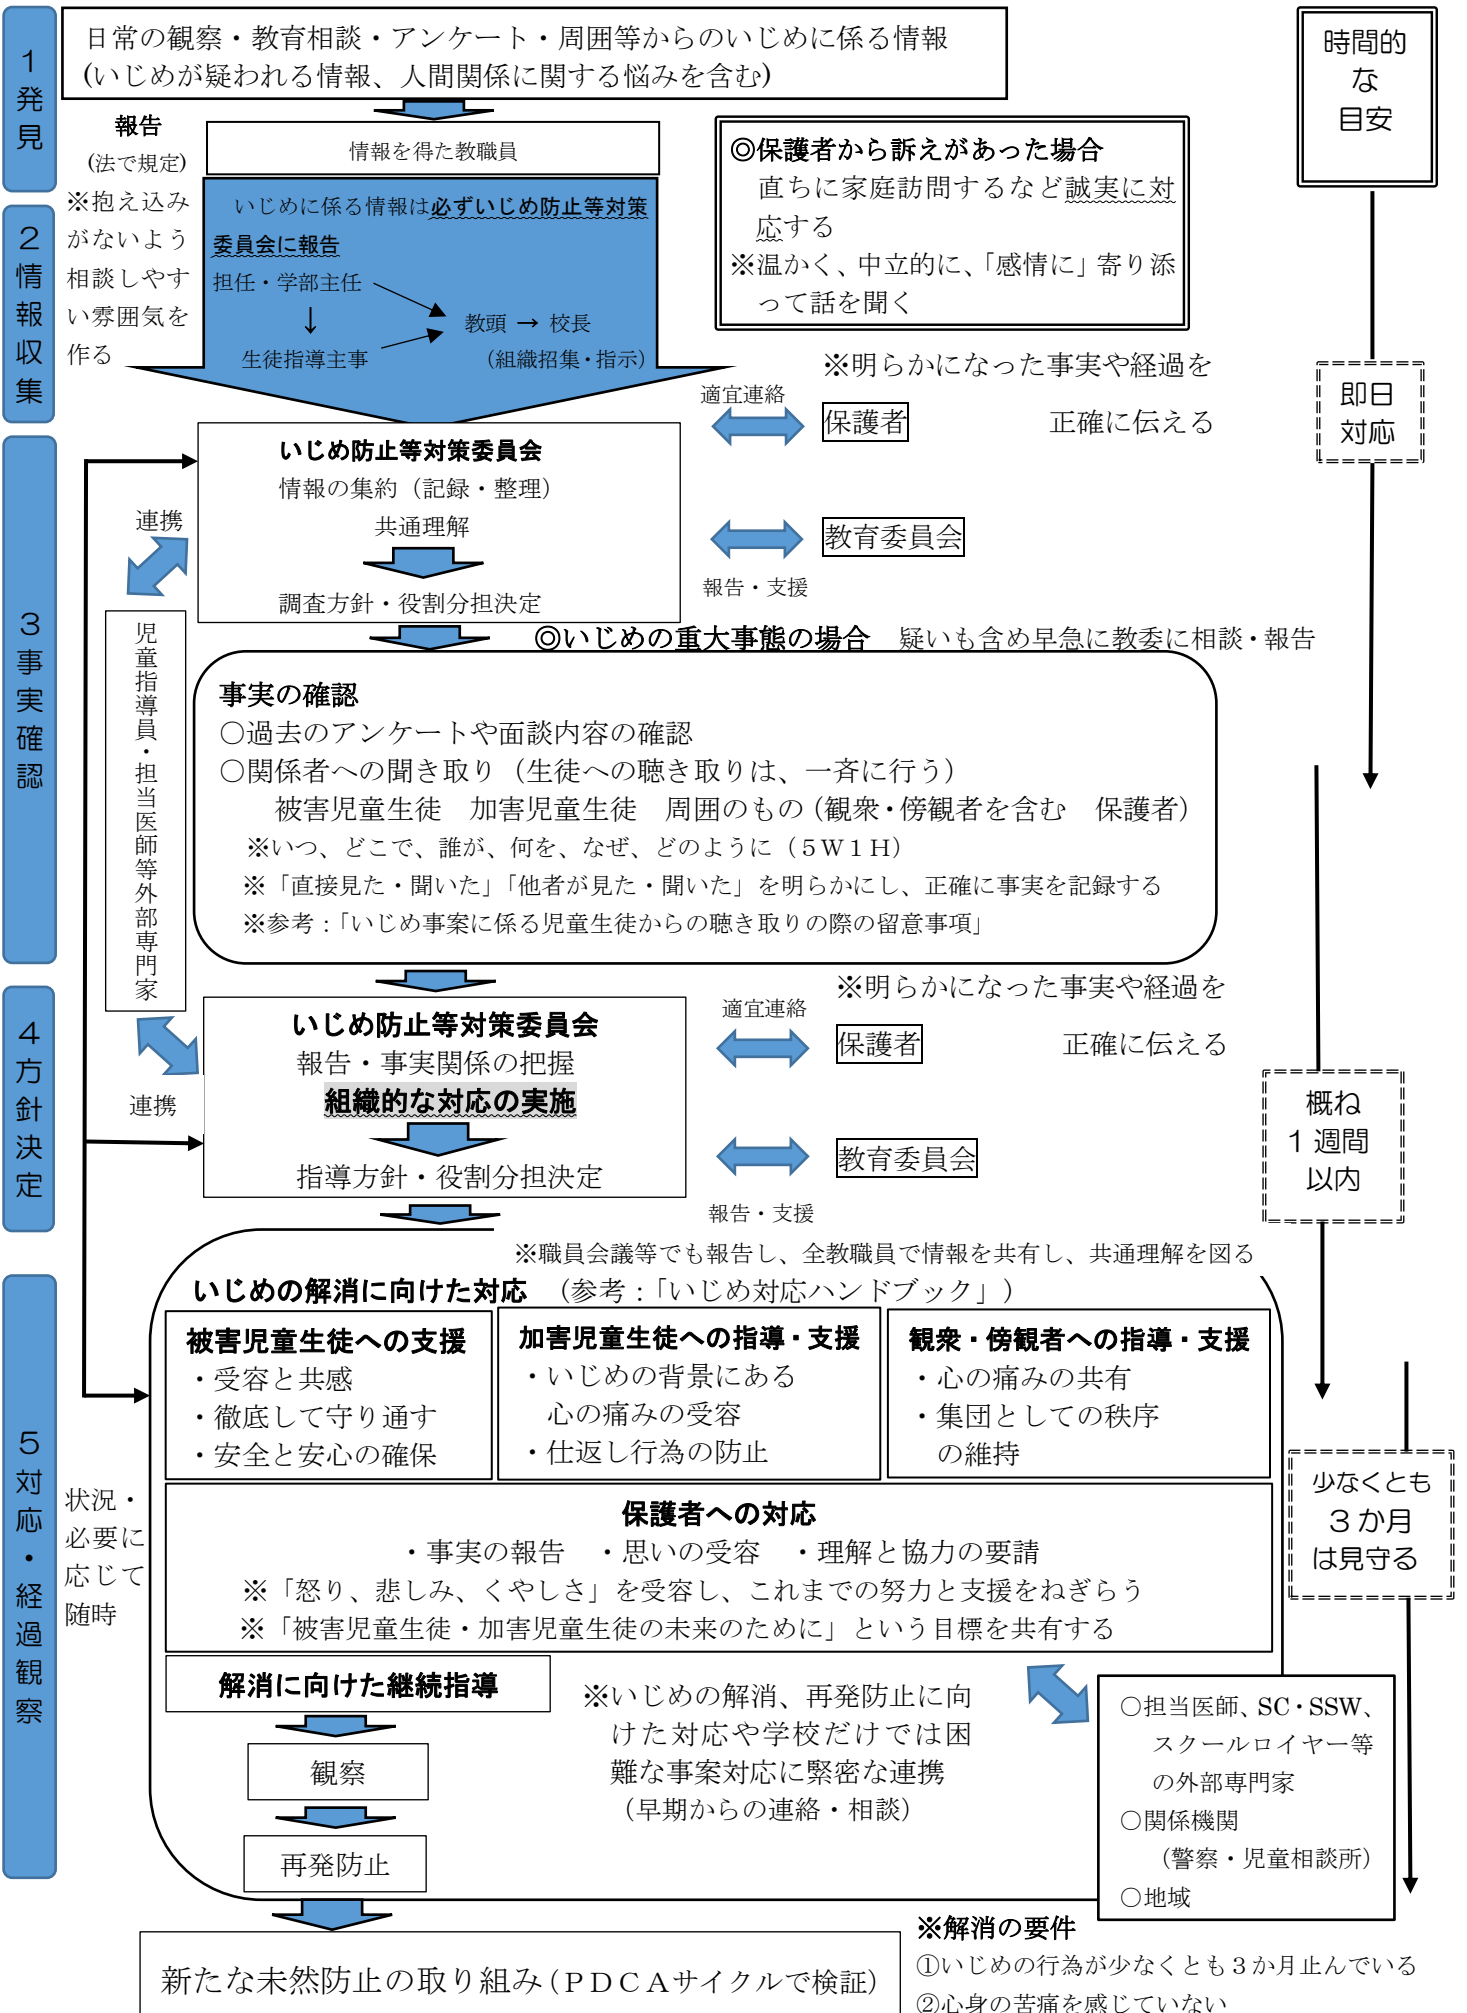 1発見
日常の観察・教育相談・アンケート・周囲等からのいじめに係る情報
(いじめが疑われる情報、人間関係に関する悩みを含む)
時間的
な
目安
報告
(法で規定)
※抱え込み
がないよう
相談しやす
い雰囲気を
作る
情報を得た教職員
◎保護者から訴えがあった場合
直ちに家庭訪問するなど誠実に対
応する
※温かく、中立的に、「感情に」寄り添
って話を聞く
2情報収集
いじめに係る情報は必ずいじめ防止等対策
委員会に報告
担任・学部主任
↓
教頭 → 校長
生徒指導主事
(組織招集・指示)
※明らかになった事実や経過を
適宜連絡
保護者
正確に伝える
即日
対応
3事実確認
いじめ防止等対策委員会
情報の集約（記録・整理）
共通理解
調査方針・役割分担決定
連携
教育委員会
報告・支援
児童指導員・担当医師等外部専門家
◎いじめの重大事態の場合　疑いも含め早急に教委に相談・報告
事実の確認
○過去のアンケートや面談内容の確認
○関係者への聞き取り（生徒への聴き取りは、一斉に行う）
被害児童生徒　加害児童生徒　周囲のもの（観衆・傍観者を含む　保護者）
※いつ、どこで、誰が、何を、なぜ、どのように（５Ｗ１Ｈ）
※「直接見た・聞いた」「他者が見た・聞いた」を明らかにし、正確に事実を記録する
※参考：「いじめ事案に係る児童生徒からの聴き取りの際の留意事項」
4方針決定
いじめ防止等対策委員会
報告・事実関係の把握
組織的な対応の実施
指導方針・役割分担決定
連携
※明らかになった事実や経過を
適宜連絡
保護者
正確に伝える
教育委員会
報告・支援
概ね
1週間
以内
※職員会議等でも報告し、全教職員で情報を共有し、共通理解を図る
5対応・経過観察
いじめの解消に向けた対応　（参考：「いじめ対応ハンドブック」）
被害児童生徒への支援
・受容と共感
・徹底して守り通す
・安全と安心の確保
加害児童生徒への指導・支援
・いじめの背景にある
心の痛みの受容
・仕返し行為の防止
観衆・傍観者への指導・支援
・心の痛みの共有
・集団としての秩序
の維持
状況・
必要に
応じて
随時
少なくとも
３か月
は見守る
保護者への対応
・事実の報告　・思いの受容　・理解と協力の要請
※「怒り、悲しみ、くやしさ」を受容し、これまでの努力と支援をねぎらう
※「被害児童生徒・加害児童生徒の未来のために」という目標を共有する
解消に向けた継続指導
観察
再発防止
※いじめの解消、再発防止に向
けた対応や学校だけでは困
難な事案対応に緊密な連携
（早期からの連絡・相談）
○担当医師、SC・SSW、
スクールロイヤー等
の外部専門家
○関係機関
（警察・児童相談所）
○地域
新たな未然防止の取り組み（ＰＤＣＡサイクルで検証）
※解消の要件
①いじめの行為が少なくとも３か月止んでいる
②心身の苦痛を感じていない